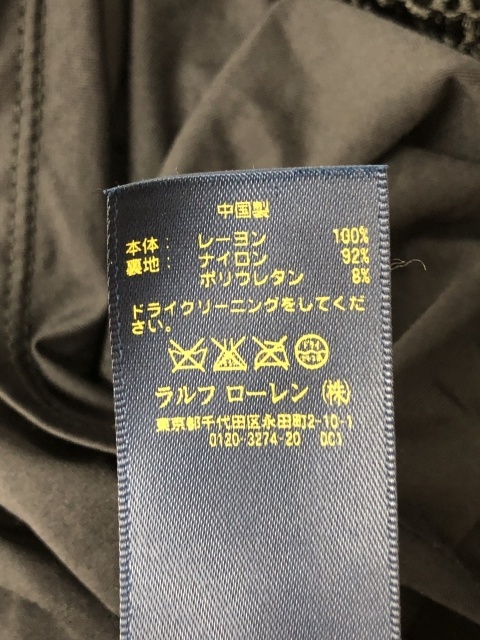 中国製
本体： レーヨン 100%
裏地： ナイロン 92%
ポリウレタン 8%
ドライクリーニングをしてくだ
さい。
ラルフ ローレン (株)
東京都千代田区永田町2-10-1
0120-3274-20 DC1